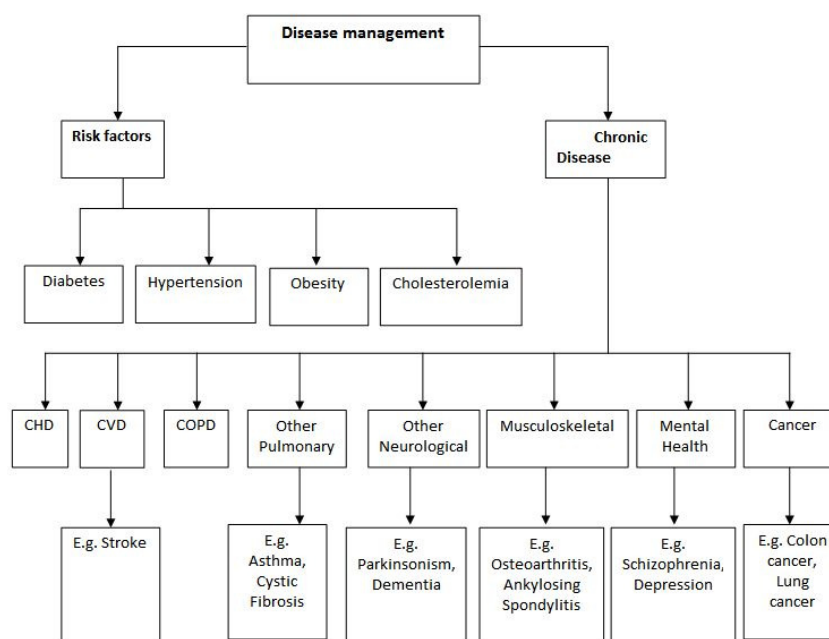 Disease management
Risk factors
Chronic
Disease
Diabetes
Hypertension
Obesity
Cholesterolemia
CHD
CVD
COPD
Other
Pulmonary
Other
Neurological
Musculoskeletal
Mental
Health
Cancer
E.g. Stroke
E.g.
Asthma,
Cystic
Fibrosis
E.g.
Parkinsonism,
Dementia
E.g.
Osteoarthritis,
Ankylosing
Spondylitis
E.g.
Schizophrenia,
Depression
E.g. Colon
cancer,
Lung
cancer